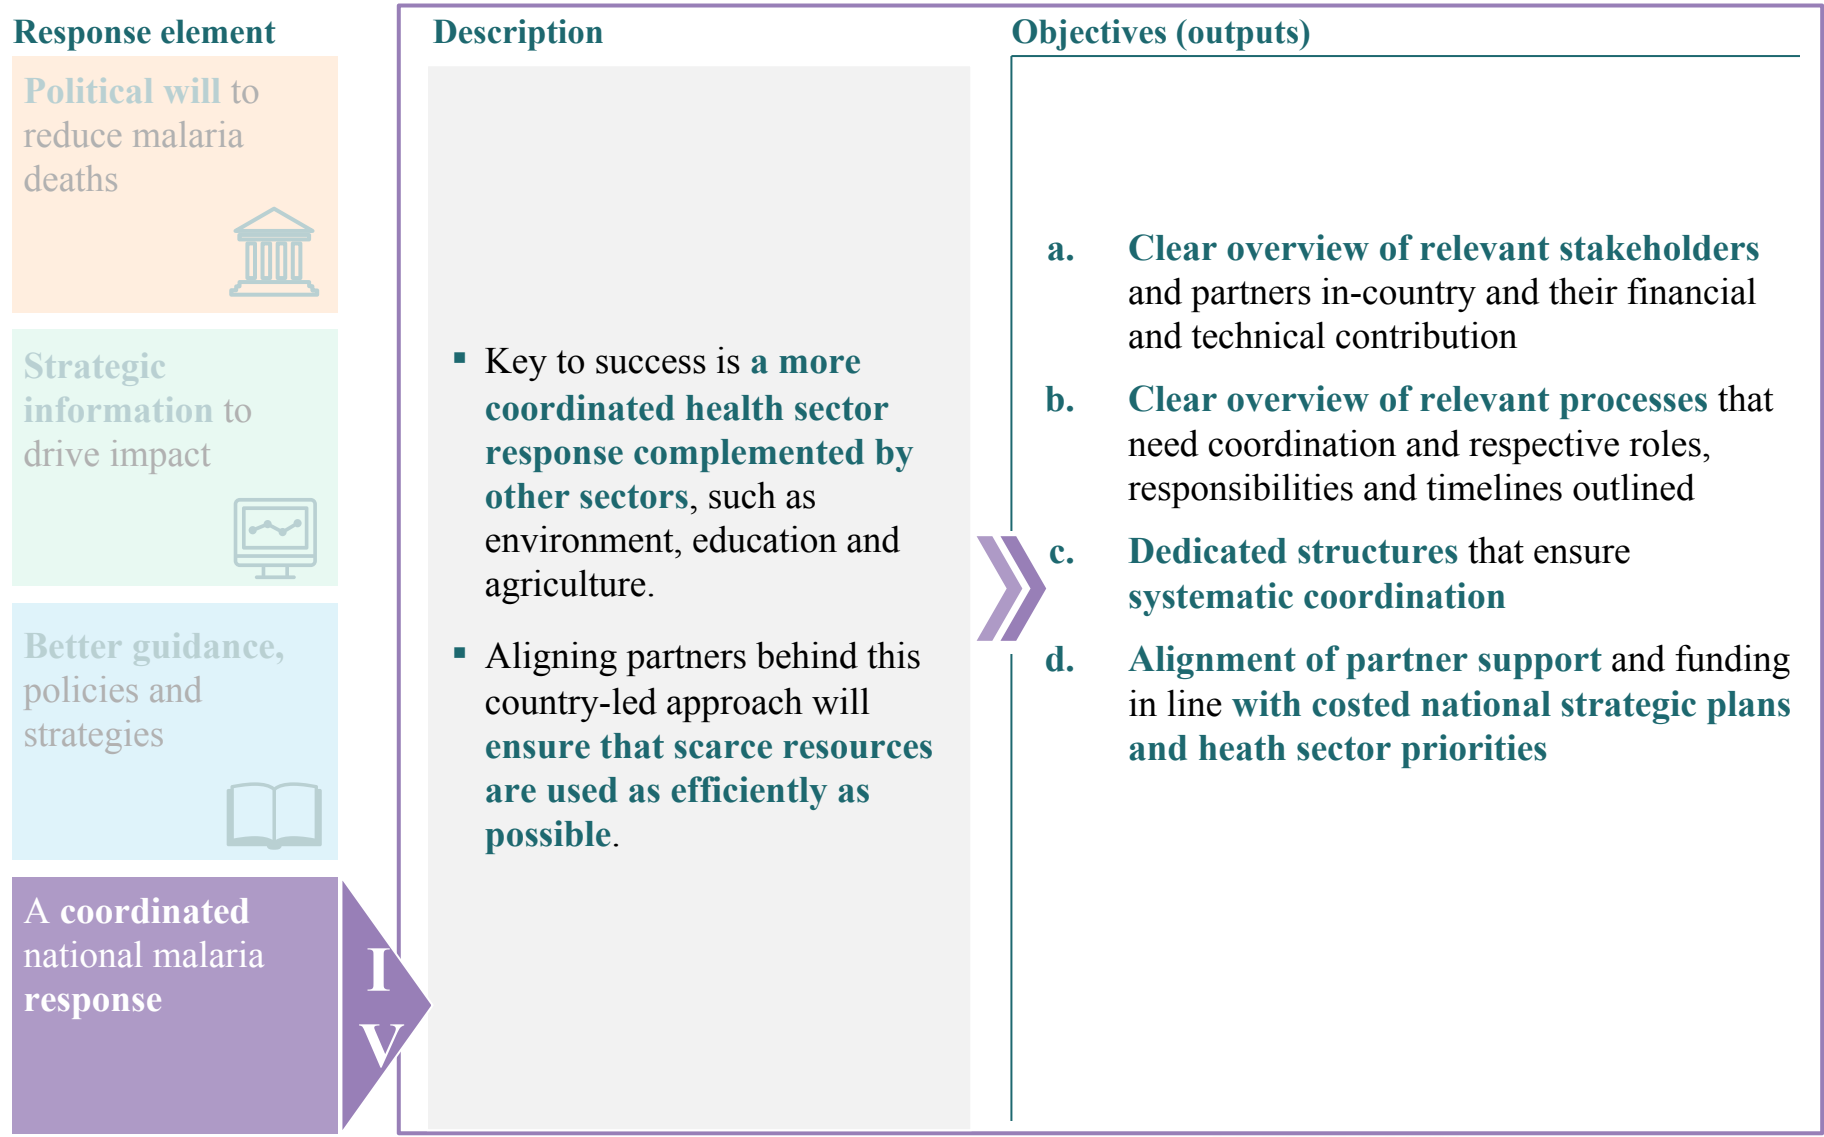 Response element
Political will to
reduce malaria
deaths
Strategic
information to
drive impact
Better guidance,
policies and
strategies
A coordinated
national malaria
response
I
V
Description
▪ Key to success is a more
coordinated health sector
response complemented by
other sectors, such as
environment, education and
agriculture.
▪ Aligning partners behind this
country-led approach will
ensure that scarce resources
are used as efficiently as
possible.
Objectives (outputs)
a. Clear overview of relevant stakeholders
and partners in-country and their financial
and technical contribution
b. Clear overview of relevant processes that
need coordination and respective roles,
responsibilities and timelines outlined
c. Dedicated structures that ensure
systematic coordination
d. Alignment of partner support and funding
in line with costed national strategic plans
and heath sector priorities